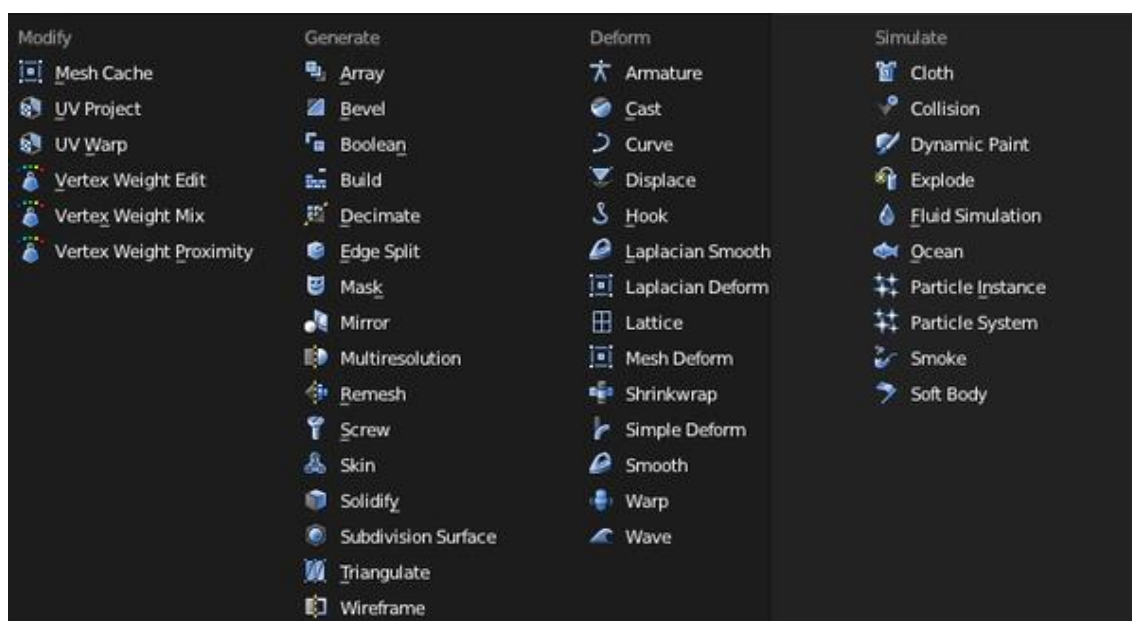 Modify
Mesh Cache
UV Project
UV Warp
Vertex Weight Edit
Vertex Weight Mix
Vertex Weight Proximity
Generate
Array
Bevel
Boolean
Build
Decimate
Edge Split
Mask
Mirror
Multiresolution
Remesh
Screw
Skin
Solidify
Subdivision Surface
Triangulate
Wireframe
Deform
Armature
Cast
Curve
Displace
Hook
Laplacian Smooth
Laplacian Deform
Lattice
Mesh Deform
Shrinkwrap
Simple Deform
Smooth
Warp
Wave
Simulate
Cloth
Collision
Dynamic Paint
Explode
Fluid Simulation
Ocean
Particle Instance
Particle System
Smoke
Soft Body